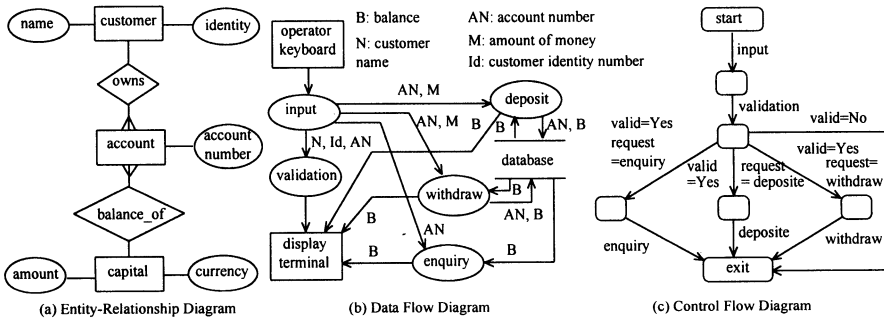 name
customer
identity
owns
account
account
number
balance_of
amount
capital
currency
(a) Entity-Relationship Diagram
operator
keyboard
B: balance
N: customer
name
AN: account number
M: amount of money
Id: customer identity number
input
AN, M
deposit
AN, M
B
B
AN, B
N, Id, AN
database
validation
withdraw
B
B
AN, B
AN
display
terminal
B
enquiry
B
(b) Data Flow Diagram
start
input
validation
valid=Yes
request
=enquiry
valid=No
valid
=Yes
request
= deposite
valid=Yes
request=
withdraw
enquiry
deposite
withdraw
exit
(c) Control Flow Diagram